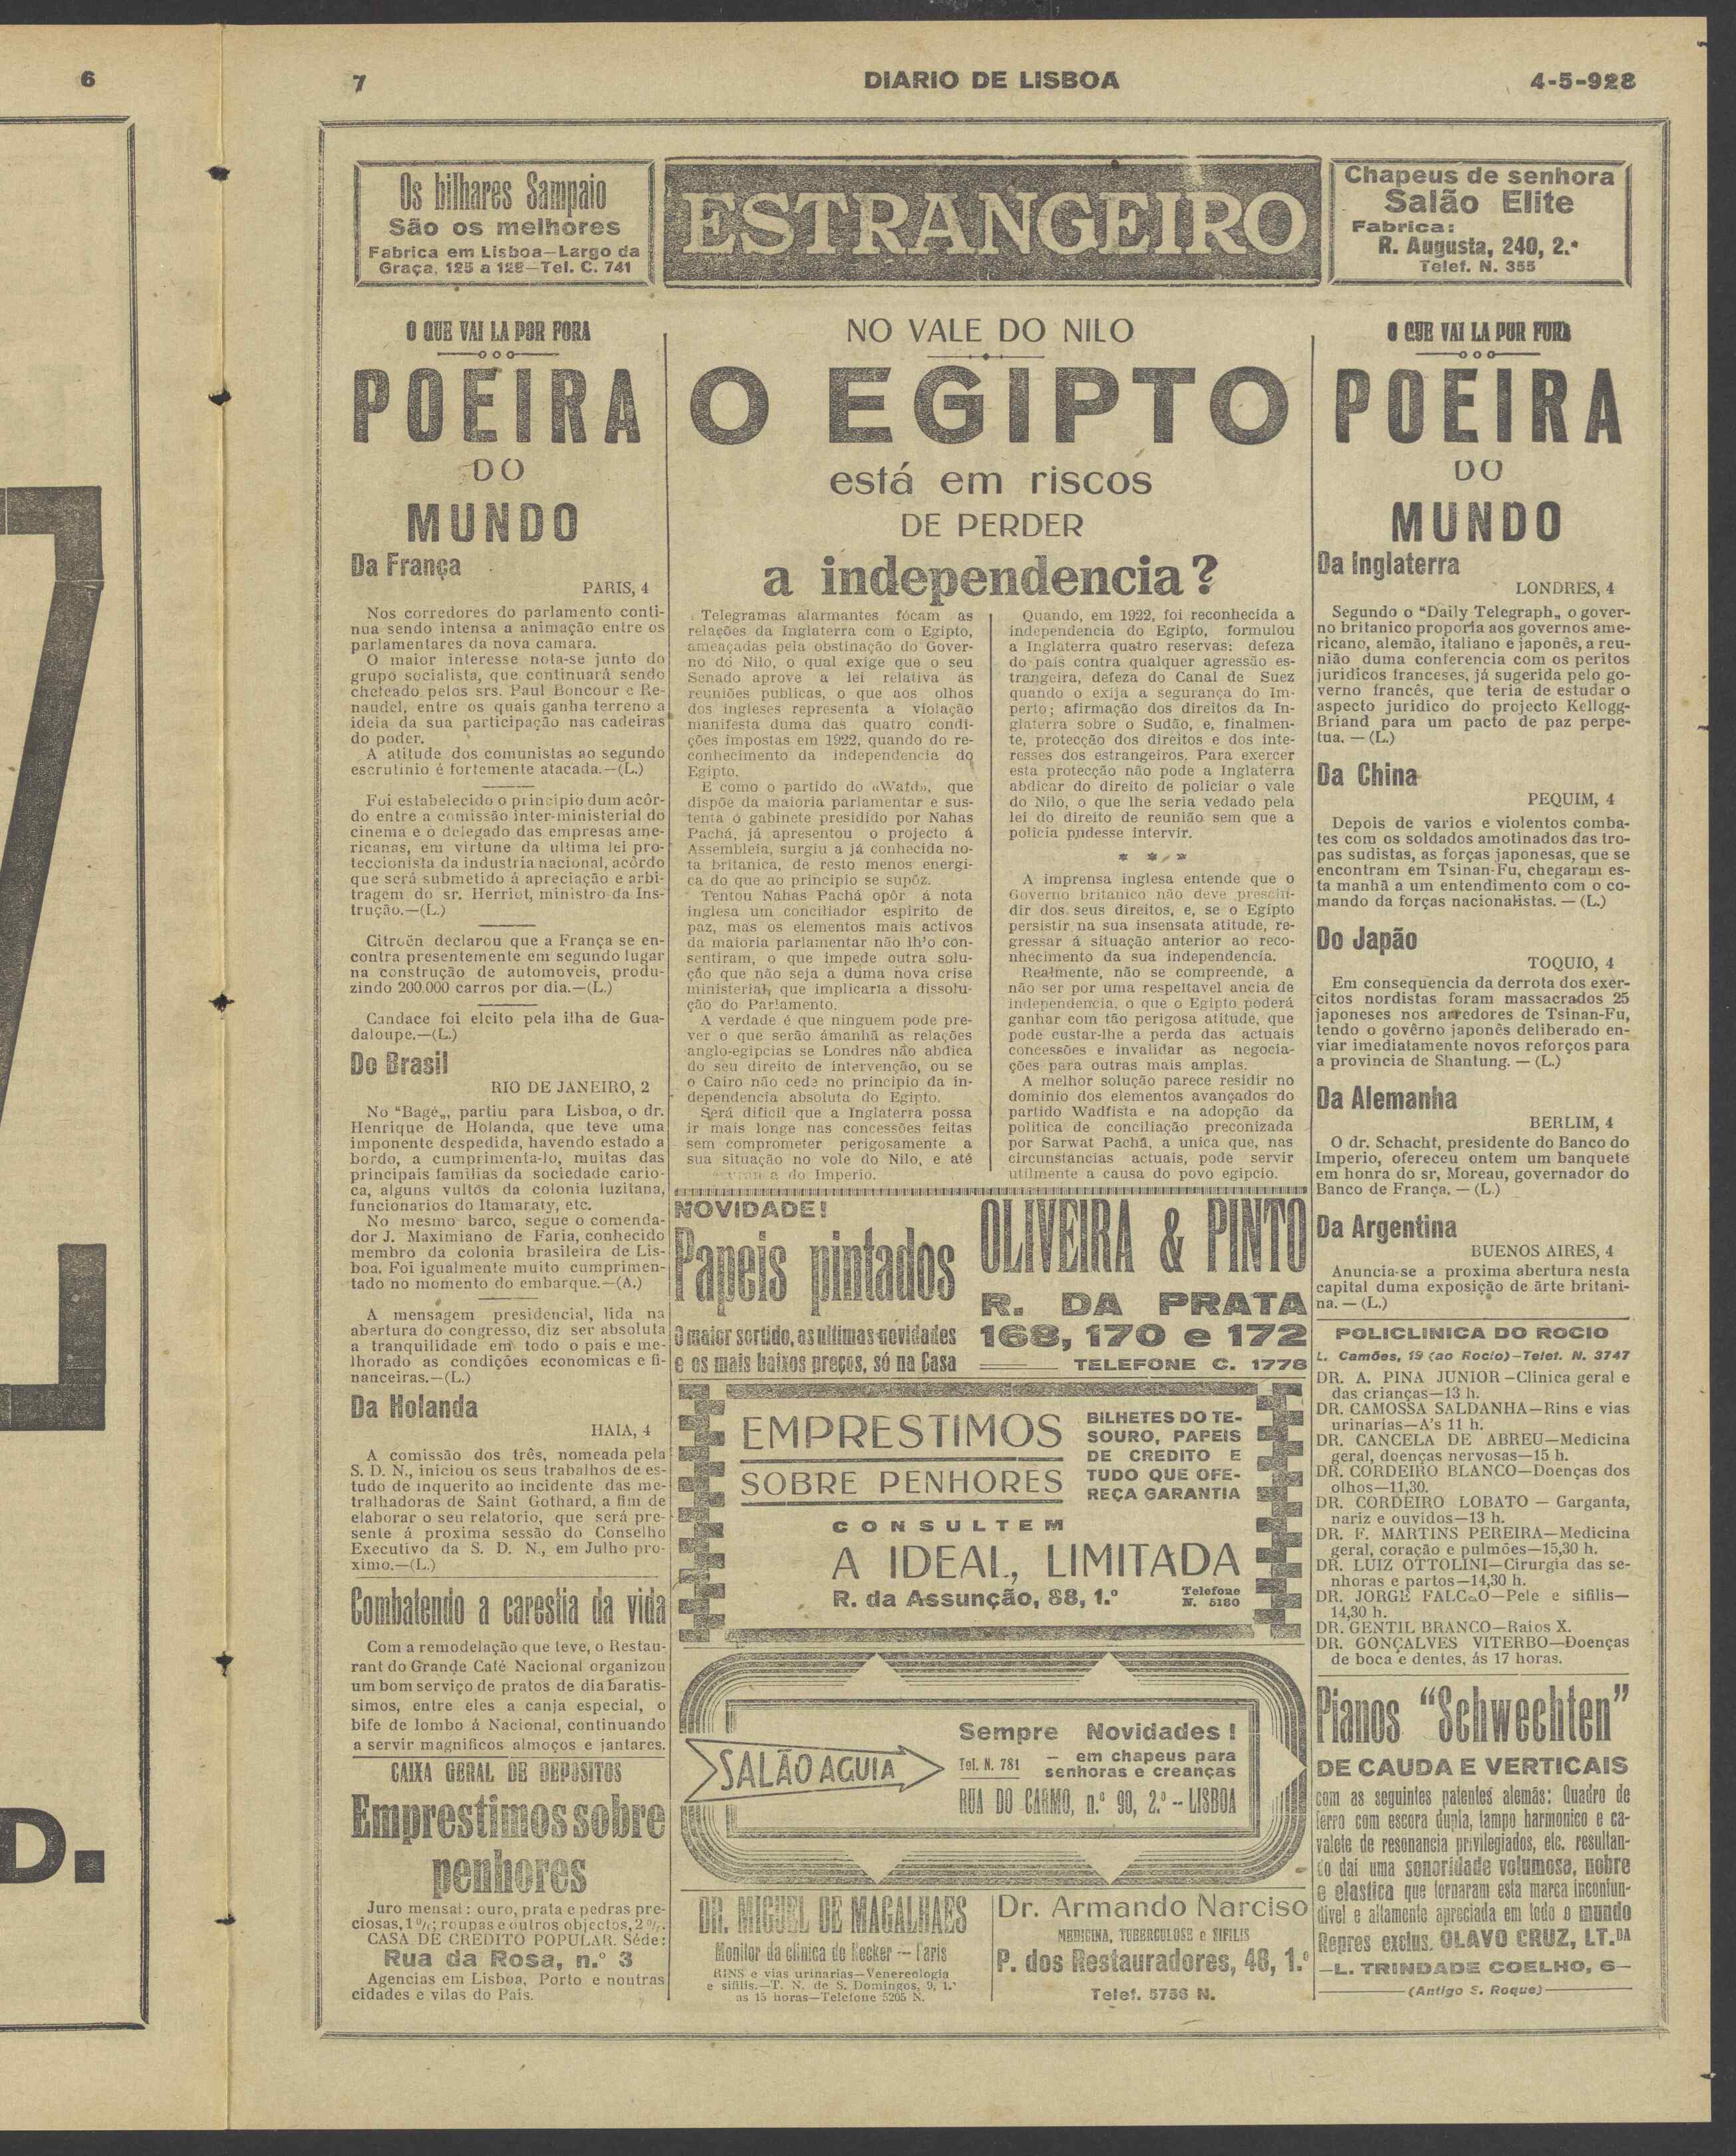 6
D.
7
DIARIO DE LISBOA
4-5-928
Os bilhares Sampaio
São os melhores
Fabrica em Lisboa—Largo da
Graça, 125 a 128—Tel. C. 741
ESTRANGEIRO
Chapeus de senhora
Salão Elite
Fabrica:
R. Augusta, 240, 2.º
Telef. N. 355
O QUE VAI LA POR FORA
POEIRA
DO
MUNDO
Da França
PARIS, 4
Nos corredores do parlamento conti-
nua sendo intensa a animação entre os
parlamentares da nova camara.
O maior interesse nota-se junto do
grupo socialista, que continuará sendo
chefeado pelos srs. Paul Boncour e Re-
naudel, entre os quais ganha terreno a
ideia da sua participação nas cadeiras
do poder.
A atitude dos comunistas ao segundo
escrutinio é fortemente atacada.—(L.)
Foi estabelecido o principio dum acôr-
do entre a comissão inter-ministerial do
cinema e o delegado das empresas ame-
ricanas, em virtune da ultima lei pro-
teccionista da industria nacional, acôrdo
que será submetido á apreciação e arbi-
tragem do sr. Herriot, ministro da Ins-
trução.—(L.)
Citroën declarou que a França se en-
contra presentemente em segundo lugar
na construção de automoveis, produ-
zindo 200.000 carros por dia.—(L.)
Candace foi eleito pela ilha de Gua-
daloupe.—(L.)
Do Brasil
RIO DE JANEIRO, 2
No "Bagé„, partiu para Lisboa, o dr.
Henrique de Holanda, que teve uma
imponente despedida, havendo estado a
bordo, a cumprimenta-lo, muitas das
principais familias da sociedade cario-
ca, alguns vultos da colonia luzitana,
funcionarios do Itamaraty, etc.
No mesmo barco, segue o comenda-
dor J. Maximiano de Faria, conhecido
membro da colonia brasileira de Lis-
boa. Foi igualmente muito cumprimen-
tado no momento do embarque.—(A.)
A mensagem presidencial, lida na
abertura do congresso, diz ser absoluta
a tranquilidade em todo o pais e me-
lhorado as condições economicas e fi-
nanceiras.—(L.)
Da Holanda
HAIA, 4
A comissão dos três, nomeada pela
S. D. N., iniciou os seus trabalhos de es-
tudo de inquerito ao incidente das me-
tralhadoras de Saint Gothard, a fim de
elaborar o seu relatorio, que será pre-
sente á proxima sessão do Conselho
Executivo da S. D. N., em Julho pro-
ximo.—(L.)
Combatendo a carestia da vida
Com a remodelação que teve, o Restau-
rant do Grande Café Nacional organizou
um bom serviço de pratos de dia baratis-
simos, entre eles a canja especial, o
bife de lombo á Nacional, continuando
a servir magnificos almoços e jantares.
CAIXA GERAL DE DEPOSITOS
Emprestimos sobre
penhores
Juro mensal: ouro, prata e pedras pre-
ciosas, 1 %; roupas e outros objectos, 2 %.
CASA DE CREDITO POPULAR. Séde:
Rua da Rosa, n.º 3
Agencias em Lisboa, Porto e noutras
cidades e vilas do Pais.
NO VALE DO NILO
O EGIPTO
está em riscos
DE PERDER
a independencia?
Telegramas alarmantes fócam as
relações da Inglaterra com o Egipto,
ameaçadas pela obstinação do Gover-
no do Nilo, o qual exige que o seu
Senado aprove a lei relativa ás
reuniões publicas, o que aos olhos
dos ingleses representa a violação
manifesta duma das quatro condi-
ções impostas em 1922, quando do re-
conhecimento da independencia do
Egipto.
E como o partido do «Wafd», que
dispõe da maioria parlamentar e sus-
tenta o gabinete presidido por Nahas
Pachá, já apresentou o projecto á
Assembleia, surgiu a já conhecida no-
ta britanica, de resto menos energi-
ca do que ao principio se supôz.
Tentou Nahas Pachá opôr á nota
inglesa um conciliador espirito de
paz, mas os elementos mais activos
da maioria parlamentar não lh'o con-
sentiram, o que impede outra solu-
ção que não seja a duma nova crise
ministerial, que implicaria a dissolu-
ção do Parlamento.
A verdade é que ninguem pode pre-
ver o que serão ámanhã as relações
anglo-egipcias se Londres não abdica
do seu direito de intervenção, ou se
o Cairo não cede no principio da in-
dependencia absoluta do Egipto.
Será dificil que a Inglaterra possa
ir mais longe nas concessões feitas
sem comprometer perigosamente a
sua situação no vole do Nilo, e até
do Imperio.
Quando, em 1922, foi reconhecida a
independencia do Egipto, formulou
a Inglaterra quatro reservas: defeza
do país contra qualquer agressão es-
trangeira, defeza do Canal de Suez
quando o exija a segurança do Im-
perio; afirmação dos direitos da In-
glaterra sobre o Sudão, e, finalmen-
te, protecção dos direitos e dos inte-
resses dos estrangeiros. Para exercer
esta protecção não pode a Inglaterra
abdicar do direito de policiar o vale
do Nilo, o que lhe seria vedado pela
lei do direito de reunião sem que a
policia pudesse intervir.
* * *
A imprensa inglesa entende que o
Governo britanico não deve prescin-
dir dos seus direitos, e, se o Egipto
persistir na sua insensata atitude, re-
gressar á situação anterior ao reco-
nhecimento da sua independencia.
Realmente, não se compreende, a
não ser por uma respeitavel ancia de
independencia, o que o Egipto poderá
ganhar com tão perigosa atitude, que
pode custar-lhe a perda das actuais
concessões e invalidar as negocia-
ções para outras mais amplas.
A melhor solução parece residir no
dominio dos elementos avançados do
partido Wadfista e na adopção da
politica de conciliação preconizada
por Sarwat Pachá, a unica que, nas
circunstancias actuais, pode servir
utilmente a causa do povo egipcio.
NOVIDADE!
Papeis pintados
O maior sortido, as ultimas novidades
e os mais baixos preços, só na Casa
OLIVEIRA & PINTO
R. DA PRATA
168, 170 e 172
TELEFONE C. 1778
EMPRESTIMOS
SOBRE PENHORES
BILHETES DO TE-
SOURO, PAPEIS
DE CREDITO E
TUDO QUE OFE-
REÇA GARANTIA
CONSULTEM
A IDEAL, LIMITADA
R. da Assunção, 88, 1.º
Telefone
N. 5180
SALÃO AGUIA
Sempre Novidades!
Tel. N. 781
— em chapeus para
senhoras e creanças
RUA DO CARMO, n.º 90, 2.º -- LISBOA
DR. MIGUEL DE MAGALHAES
Monitor da clinica de Necker -- Paris
RINS e vias urinarias—Venereologia
e sifilis.—T. N. de S. Domingos, 9, 1.º
as 15 horas—Telefone 5205 N.
Dr. Armando Narciso
MEDICINA, TUBERCULOSE e SIFILIS
P. dos Restauradores, 48, 1.º
Telef. 5756 N.
O QUE VAI LA POR FORA
POEIRA
DO
MUNDO
Da Inglaterra
LONDRES, 4
Segundo o "Daily Telegraph„ o gover-
no britanico proporia aos governos ame-
ricano, alemão, italiano e japonês, a reu-
nião duma conferencia com os peritos
juridicos franceses, já sugerida pelo go-
verno francês, que teria de estudar o
aspecto juridico do projecto Kellogg-
Briand para um pacto de paz perpe-
tua. — (L.)
Da China
PEQUIM, 4
Depois de varios e violentos comba-
tes com os soldados amotinados das tro-
pas sudistas, as forças japonesas, que se
encontram em Tsinan-Fu, chegaram es-
ta manhã a um entendimento com o co-
mando da forças nacionalistas. — (L.)
Do Japão
TOQUIO, 4
Em consequencia da derrota dos exer-
citos nordistas foram massacrados 25
japoneses nos arredores de Tsinan-Fu,
tendo o govêrno japonês deliberado en-
viar imediatamente novos reforços para
a provincia de Shantung. — (L.)
Da Alemanha
BERLIM, 4
O dr. Schacht, presidente do Banco do
Imperio, ofereceu ontem um banquete
em honra do sr, Moreau, governador do
Banco de França. — (L.)
Da Argentina
BUENOS AIRES, 4
Anuncia-se a proxima abertura nesta
capital duma exposição de arte britani-
na. — (L.)
POLICLINICA DO ROCIO
L. Camões, 19 (ao Rocio)—Telef. N. 3747
DR. A. PINA JUNIOR—Clinica geral e
das crianças—13 h.
DR. CAMOSSA SALDANHA—Rins e vias
urinarias—A's 11 h.
DR. CANCELA DE ABREU—Medicina
geral, doenças nervosas—15 h.
DR. CORDEIRO BLANCO—Doenças dos
olhos—11,30.
DR. CORDEIRO LOBATO — Garganta,
nariz e ouvidos—13 h.
DR. F. MARTINS PEREIRA—Medicina
geral, coração e pulmões—15,30 h.
DR. LUIZ OTTOLINI—Cirurgia das se-
nhoras e partos—14,30 h.
DR. JORGE FALCÃO—Pele e sifilis—
14,30 h.
DR. GENTIL BRANCO—Raios X.
DR. GONÇALVES VITERBO—Doenças
de boca e dentes, ás 17 horas.
Pianos "Schwechten"
DE CAUDA E VERTICAIS
com as seguintes patentes alemãs: Quadro de
ferro com escora dupla, tampo harmonico e ca-
valete de resonancia privilegiados, etc. resultan-
do daí uma sonoridade volumosa, nobre
e elastica que tornaram esta marca inconfun-
divel e altamente apreciada em todo o mundo
Repres exclus. OLAVO CRUZ, LT.DA
—L. TRINDADE COELHO, 6—
(Antigo S. Roque)